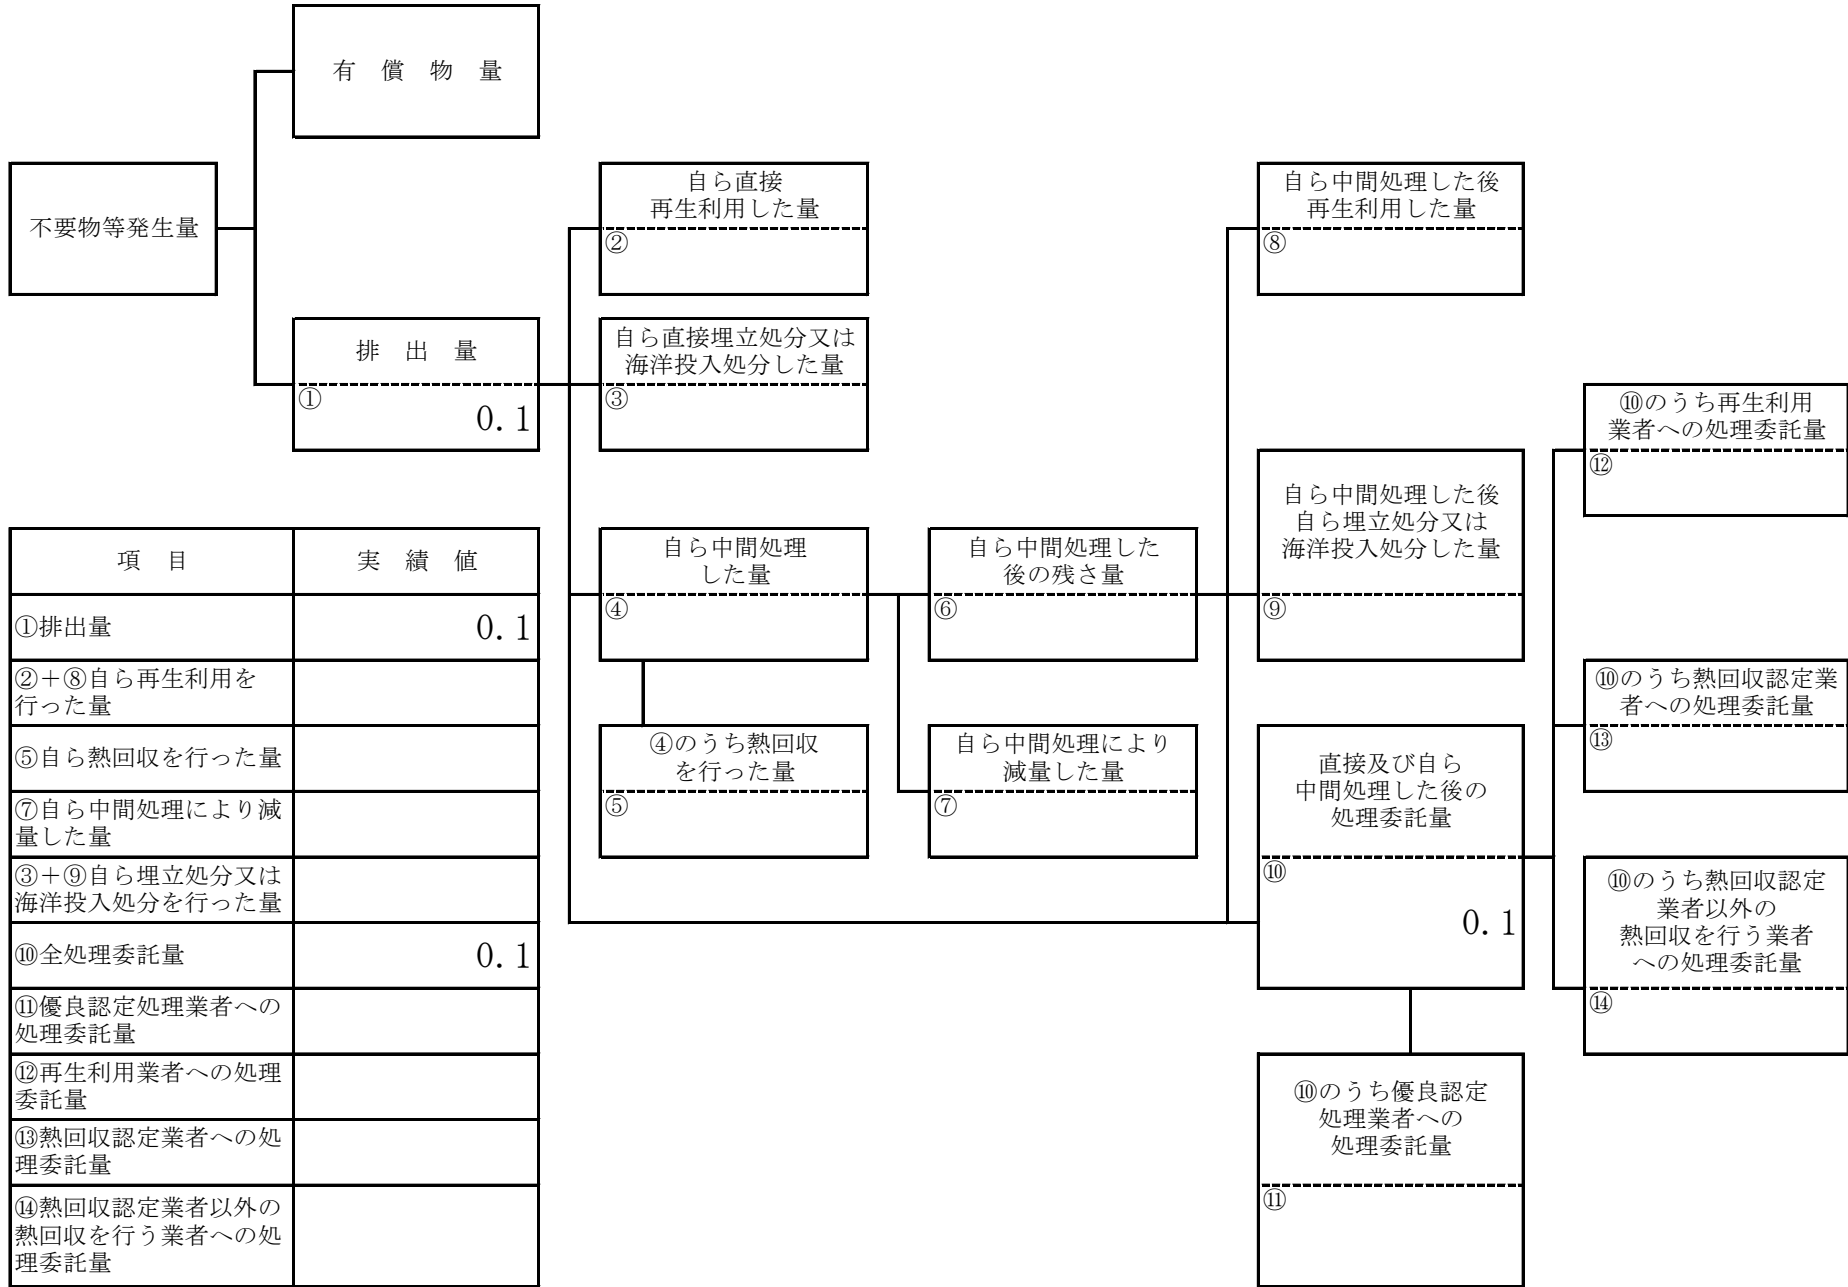 有償物量
不要物等発生量
排出量
①
0.1
自ら直接
再生利用した量
②
自ら直接埋立処分又は
海洋投入処分した量
③
自ら中間処理
した量
④
④のうち熱回収
を行った量
⑤
自ら中間処理した
後の残さ量
⑥
自ら中間処理により
減量した量
⑦
自ら中間処理した後
再生利用した量
⑧
自ら中間処理した後
自ら埋立処分又は
海洋投入処分した量
⑨
直接及び自ら
中間処理した後の
処理委託量
⑩
0.1
⑩のうち優良認定
処理業者への
処理委託量
⑪
⑩のうち再生利用
業者への処理委託量
⑫
⑩のうち熱回収認定業
者への処理委託量
⑬
⑩のうち熱回収認定
業者以外の
熱回収を行う業者
への処理委託量
⑭
項目 実績値
①排出量 0.1
②+⑧自ら再生利用を
行った量
⑤自ら熱回収を行った量
⑦自ら中間処理により減
量した量
③+⑨自ら埋立処分又は
海洋投入処分を行った量
⑩全処理委託量 0.1
⑪優良認定処理業者への
処理委託量
⑫再生利用業者への処理
委託量
⑬熱回収認定業者への処
理委託量
⑭熱回収認定業者以外の
熱回収を行う業者への処
理委託量